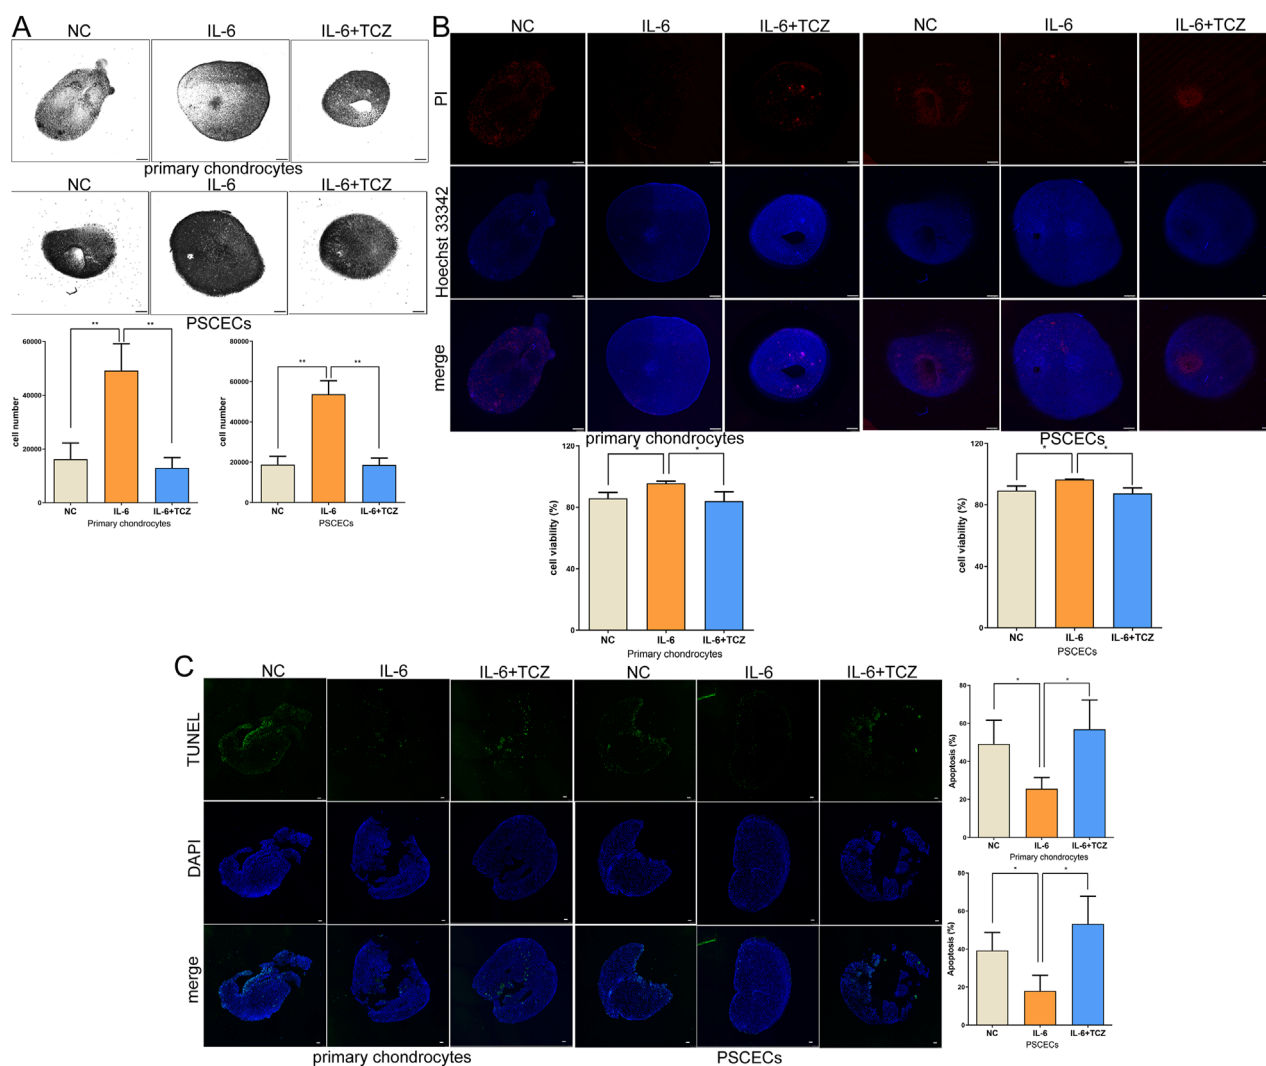 A
NC IL-6 IL-6+TCZ
primary chondrocytes
NC IL-6 IL-6+TCZ
PSCECs
** **
60000
40000
20000
0
cell number
NC IL-6 IL-6+TCZ
Primary chondrocytes
** **
80000
60000
40000
20000
0
cell number
NC IL-6 IL-6+TCZ
PSCECs
B
NC IL-6 IL-6+TCZ NC IL-6 IL-6+TCZ
PI
Hoechst 33342
merge
primary chondrocytes
PSCECs
* *
120
80
40
0
cell viability (%)
NC IL-6 IL-6+TCZ
Primary chondrocytes
* *
120
80
40
0
cell viability (%)
NC IL-6 IL-6+TCZ
PSCECs
C
NC IL-6 IL-6+TCZ NC IL-6 IL-6+TCZ
TUNEL
DAPI
merge
primary chondrocytes
PSCECs
* *
80
60
40
20
0
Apoptosis (%)
NC IL-6 IL-6+TCZ
Primary chondrocytes
* *
80
60
40
20
0
Apoptosis (%)
NC IL-6 IL-6+TCZ
PSCECs